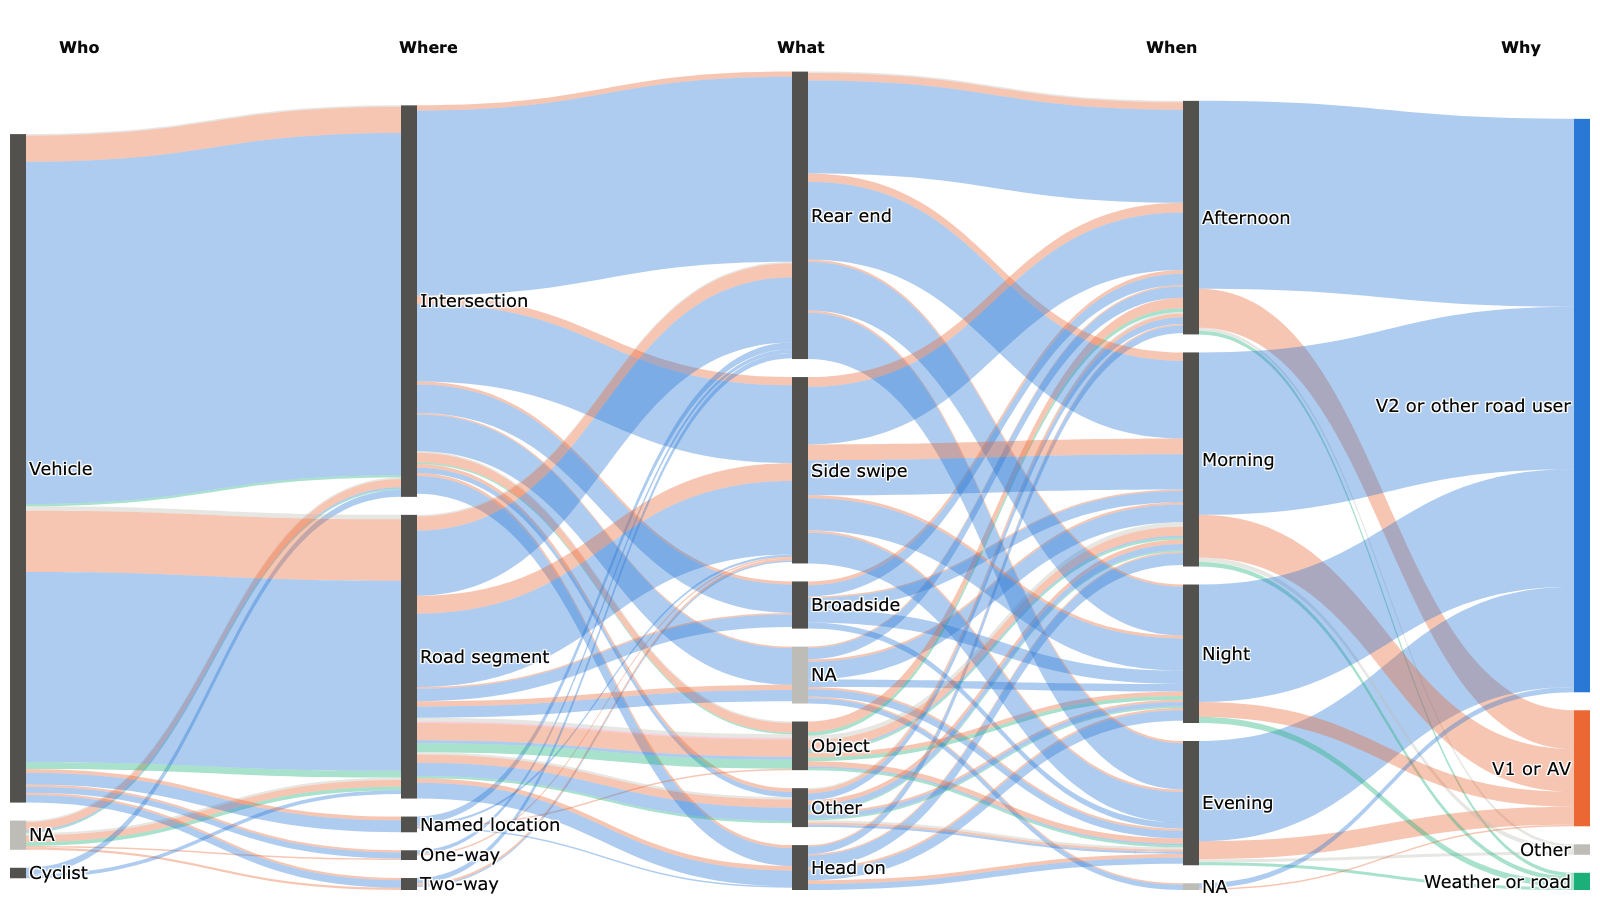 Who
Where
What
When
Why
Vehicle
NA
Cyclist
Intersection
Road segment
Named location
One-way
Two-way
Rear end
Side swipe
Broadside
NA
Object
Other
Head on
Afternoon
Morning
Night
Evening
NA
V2 or other road user
V1 or AV
Other
Weather or road